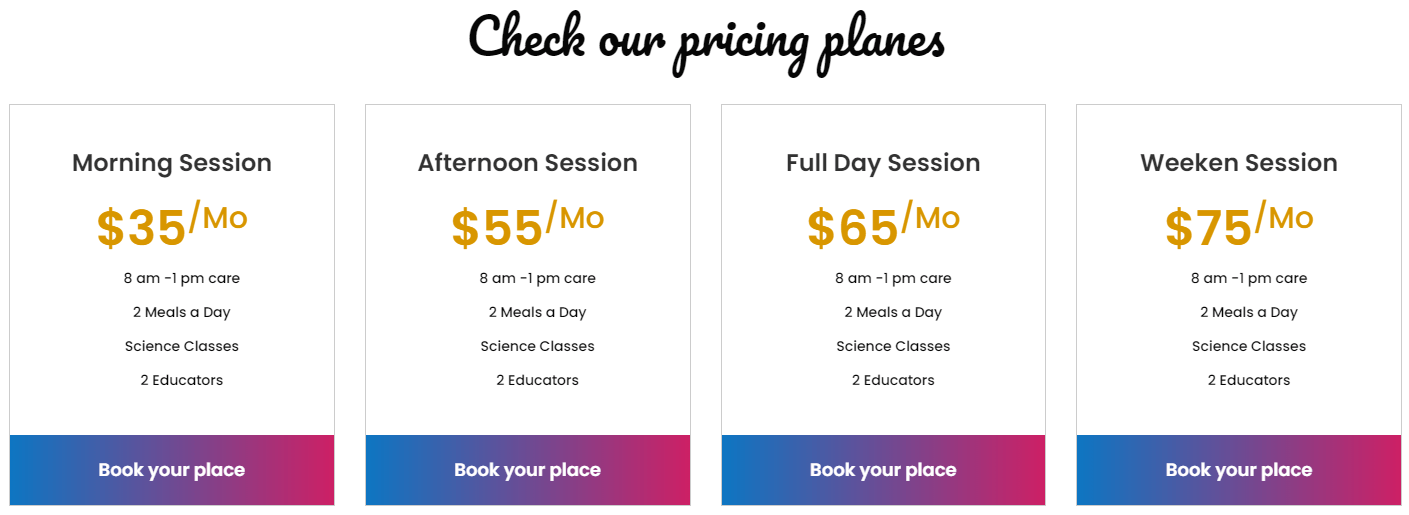 Check our pricing planes
Morning Session
$35/Mo
8 am -1 pm care
2 Meals a Day
Science Classes
2 Educators
Book your place
Afternoon Session
$55/Mo
8 am -1 pm care
2 Meals a Day
Science Classes
2 Educators
Book your place
Full Day Session
$65/Mo
8 am -1 pm care
2 Meals a Day
Science Classes
2 Educators
Book your place
Weeken Session
$75/Mo
8 am -1 pm care
2 Meals a Day
Science Classes
2 Educators
Book your place